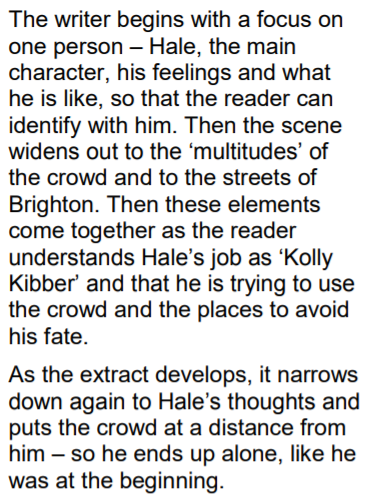 The writer begins with a focus on
one person – Hale, the main
character, his feelings and what
he is like, so that the reader can
identify with him. Then the scene
widens out to the ‘multitudes’ of
the crowd and to the streets of
Brighton. Then these elements
come together as the reader
understands Hale’s job as ‘Kolly
Kibber’ and that he is trying to use
the crowd and the places to avoid
his fate.
As the extract develops, it narrows
down again to Hale’s thoughts and
puts the crowd at a distance from
him – so he ends up alone, like he
was at the beginning.